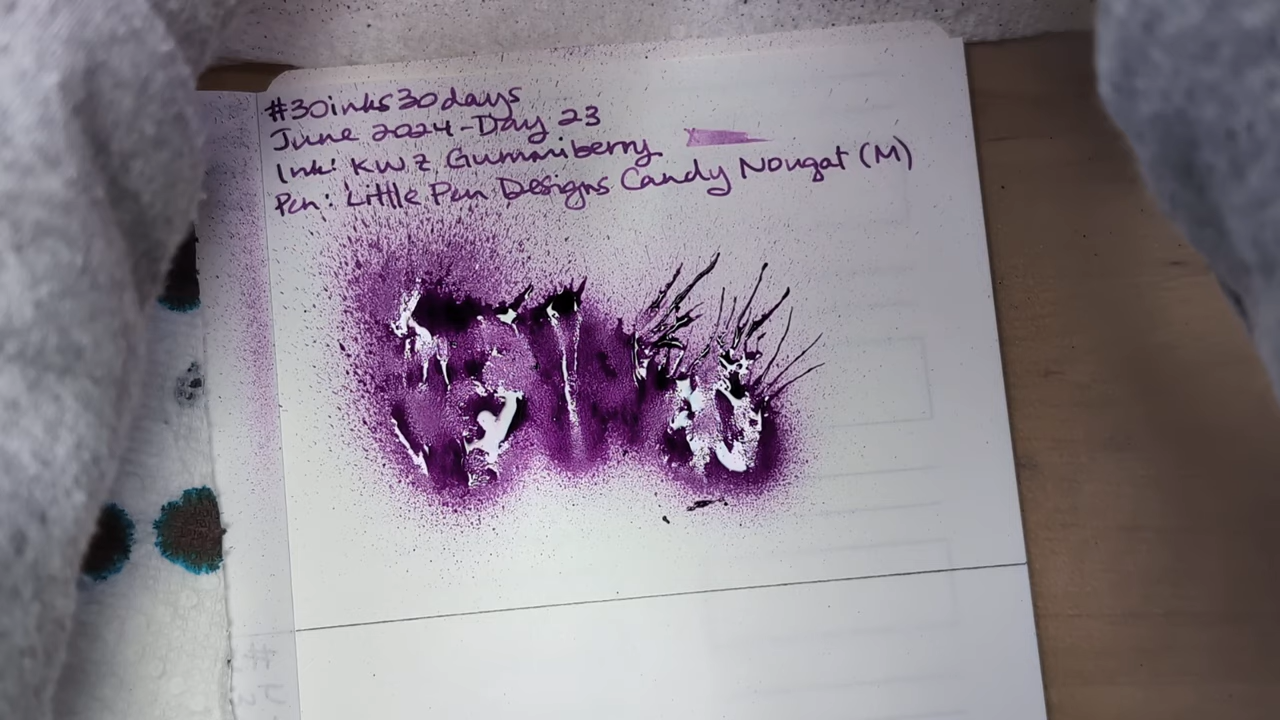 #30inks30days
June 2024-Day 23
Ink: KWZ Gummiberry
Pen: Little Pen Designs Candy Nougat (M)